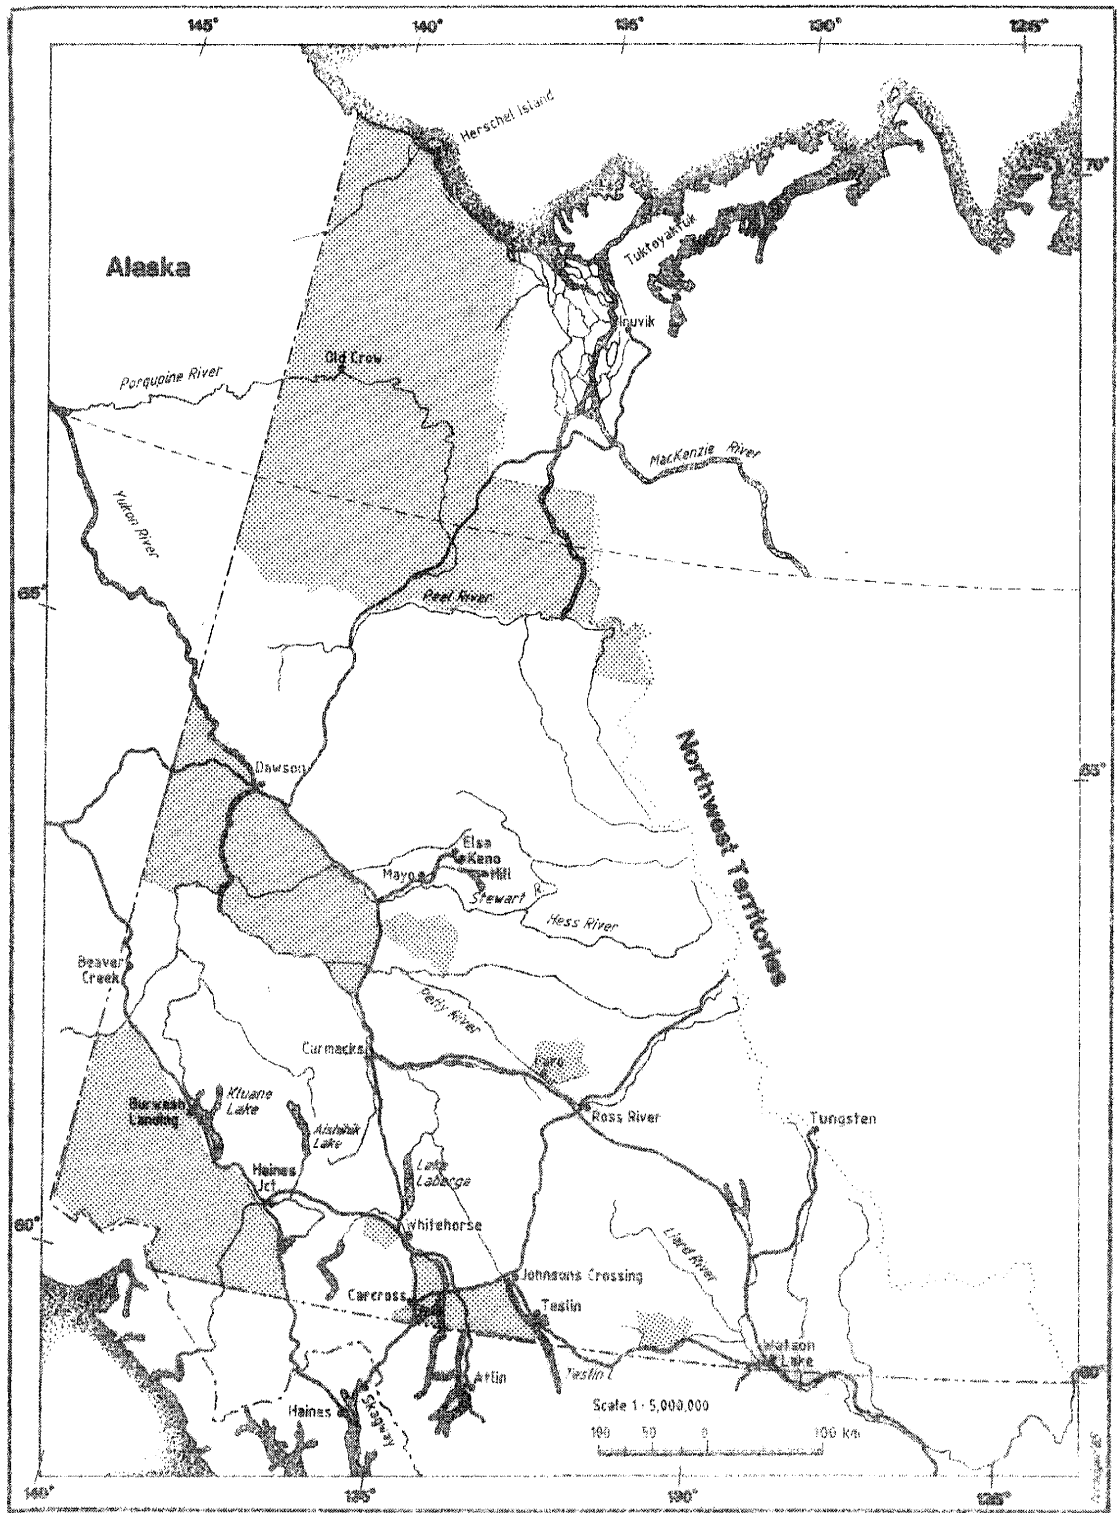 145°
140°
135°
130°
125°
Herschel Island
70°
Tuktoyaktuk
Alaska
Inuvik
Old Crow
Porqupine River
MacKenzie River
Yukon River
65°
Peel River
Northwest Territories
65°
Dawson
Elsa
Keno
Hill
Mayo
Stewart R.
Hess River
Beaver
Creek
Pelly River
Carmacks
Faro
Kluane
Lake
Burwash
Landing
Ross River
Tungsten
Aishihik
Lake
Haines
Jct.
Lake
Laberge
60°
Whitehorse
Liard River
Johnsons Crossing
Carcross
Teslin
Watson
Lake
60°
Teslin L
Atlin
Haines
Skagway
Scale 1 : 5,000,000
100 50 0 100 km
140°
135°
130°
125°